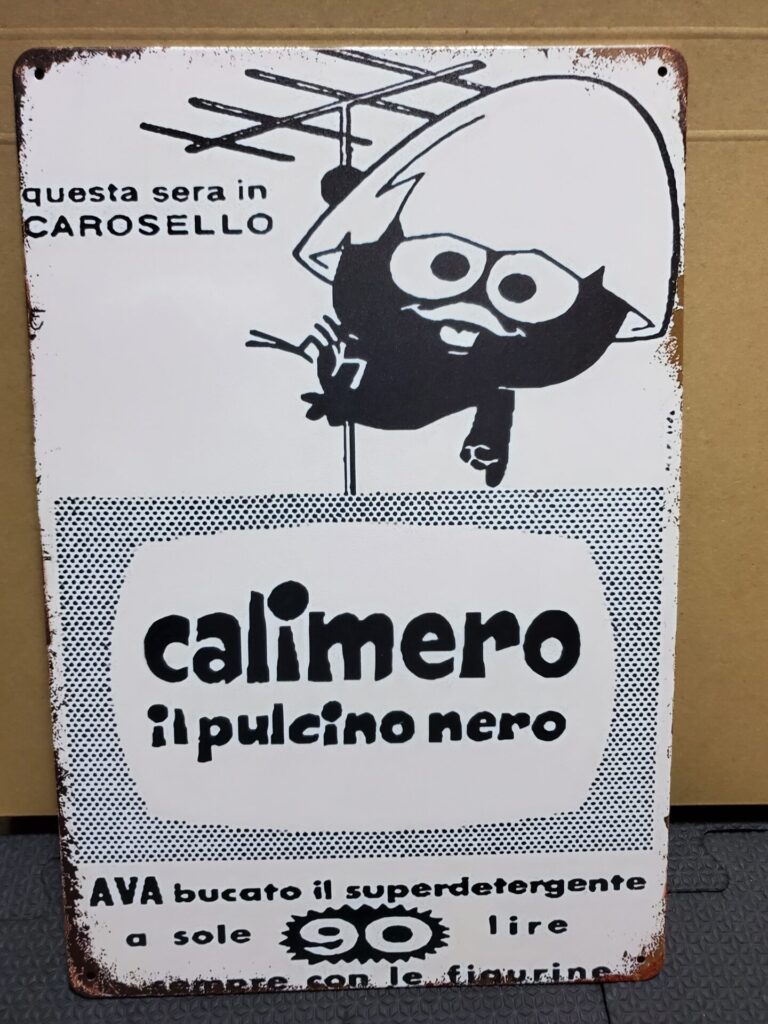 questa sera in
CAROSELLO
calimero
il pulcino nero
AVA bucato il superdetergente
a sole 90 lire
sempre con le figurine